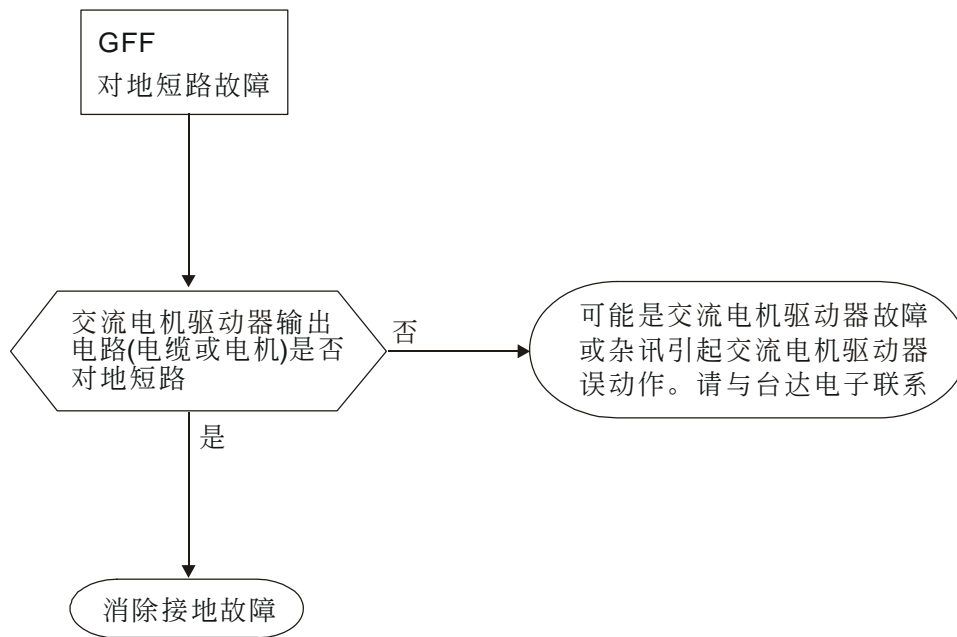 GFF
对地短路故障
交流电机驱动器输出
电路(电缆或电机)是否
对地短路
否
可能是交流电机驱动器故障
或杂讯引起交流电机驱动器
误动作。请与台达电子联系
是
消除接地故障